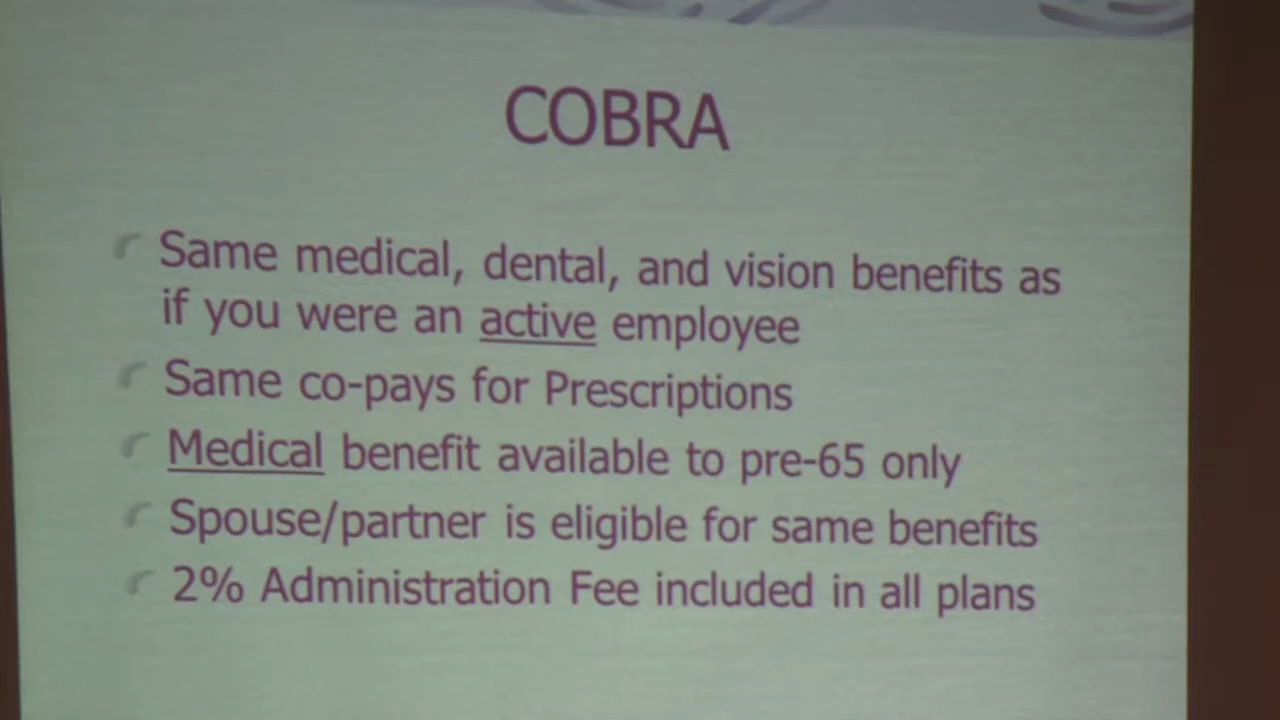 COBRA
Same medical, dental, and vision benefits as
if you were an active employee
Same co-pays for Prescriptions
Medical benefit available to pre-65 only
Spouse/partner is eligible for same benefits
2% Administration Fee included in all plans